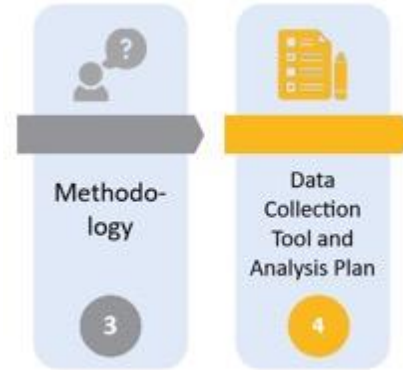 ?
Methodo-
logy
3
Data
Collection
Tool and
Analysis Plan
4